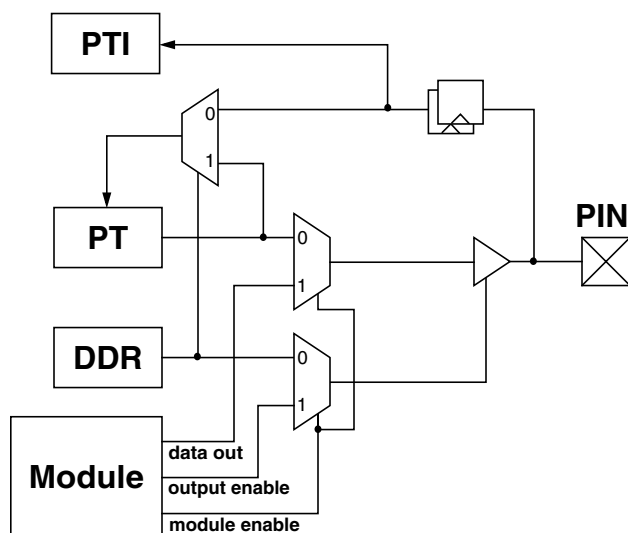 PTI
0
1
PT
PIN
0
1
DDR
0
1
Module
data out
output enable
module enable